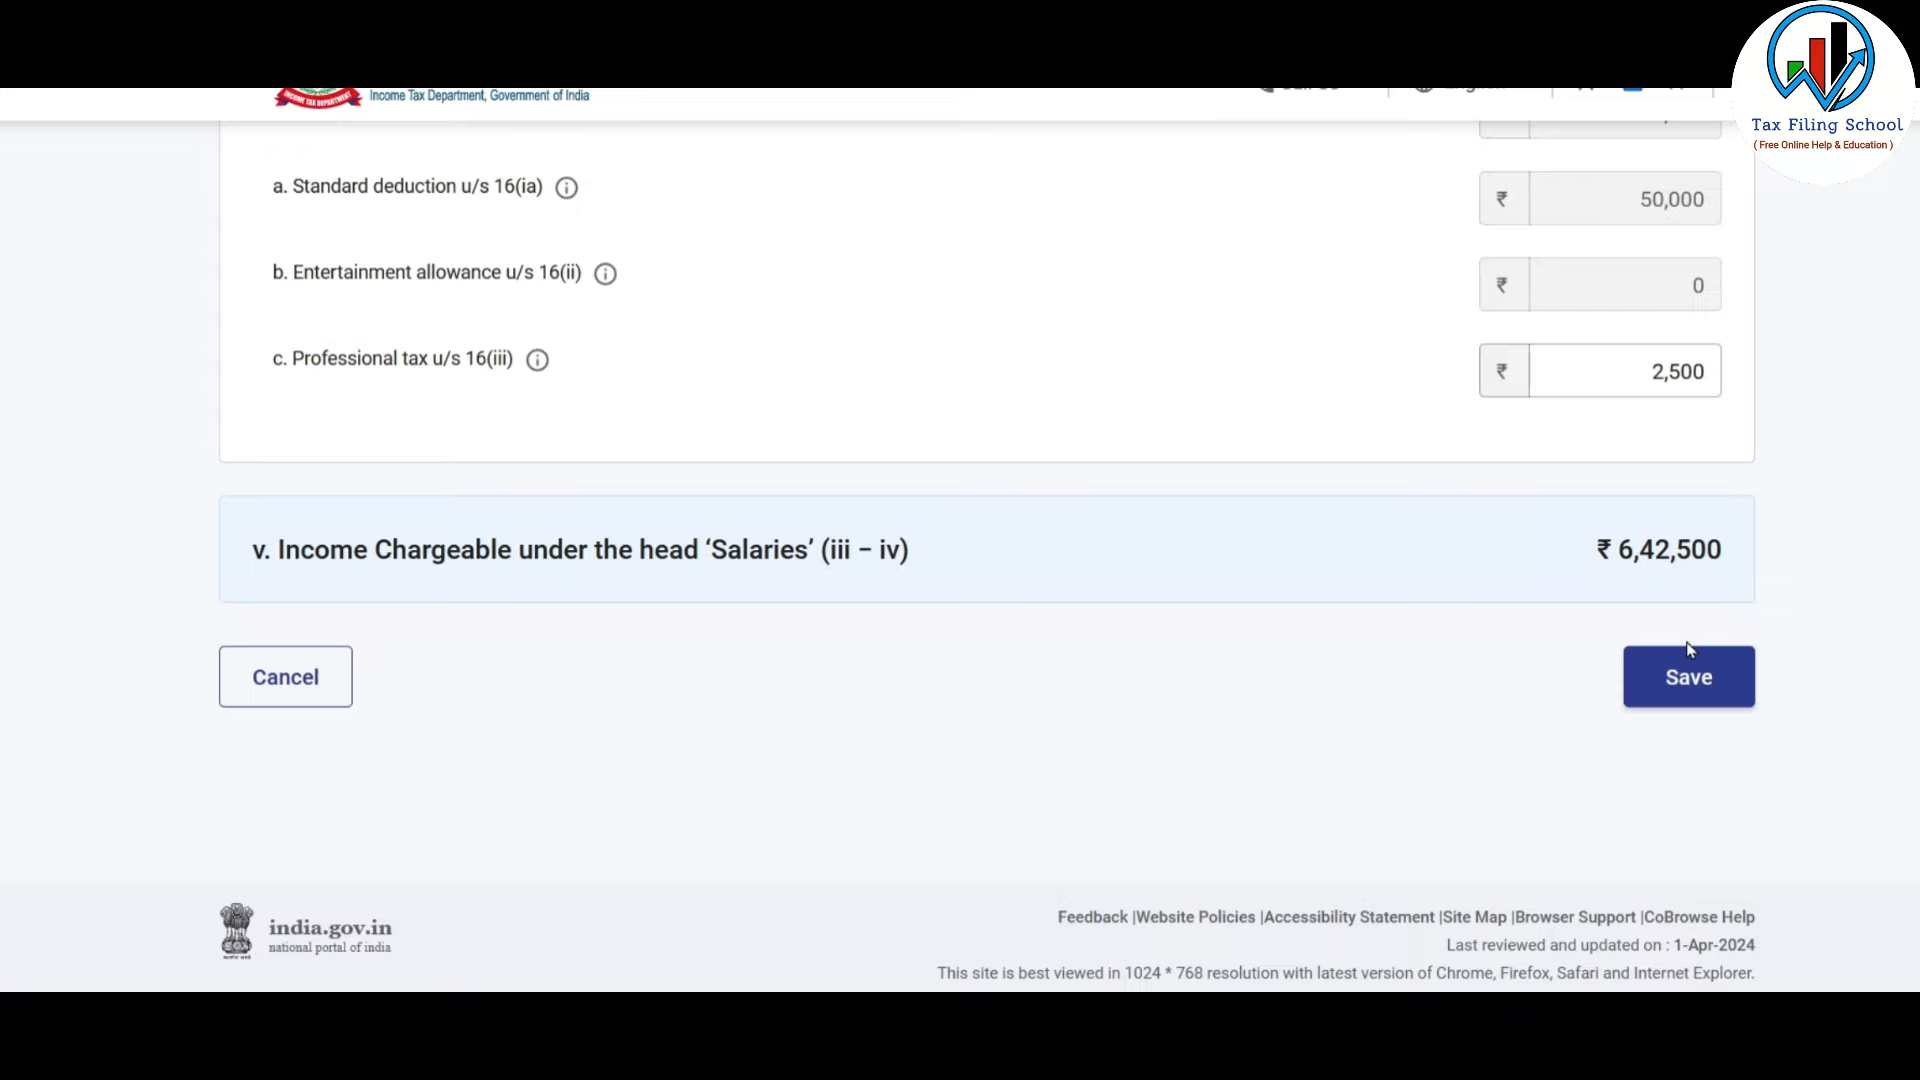 Tax Filing School
( Free Online Help & Education )
INCOME TAX DEPARTMENT
Income Tax Department, Government of India
a. Standard deduction u/s 16(ia)
₹ 50,000
b. Entertainment allowance u/s 16(ii)
₹ 0
c. Professional tax u/s 16(iii)
₹ 2,500
v. Income Chargeable under the head ‘Salaries’ (iii – iv)
₹ 6,42,500
Cancel
Save
india.gov.in
national portal of india
Feedback |Website Policies |Accessibility Statement |Site Map |Browser Support |CoBrowse Help
Last reviewed and updated on : 1-Apr-2024
This site is best viewed in 1024 * 768 resolution with latest version of Chrome, Firefox, Safari and Internet Explorer.